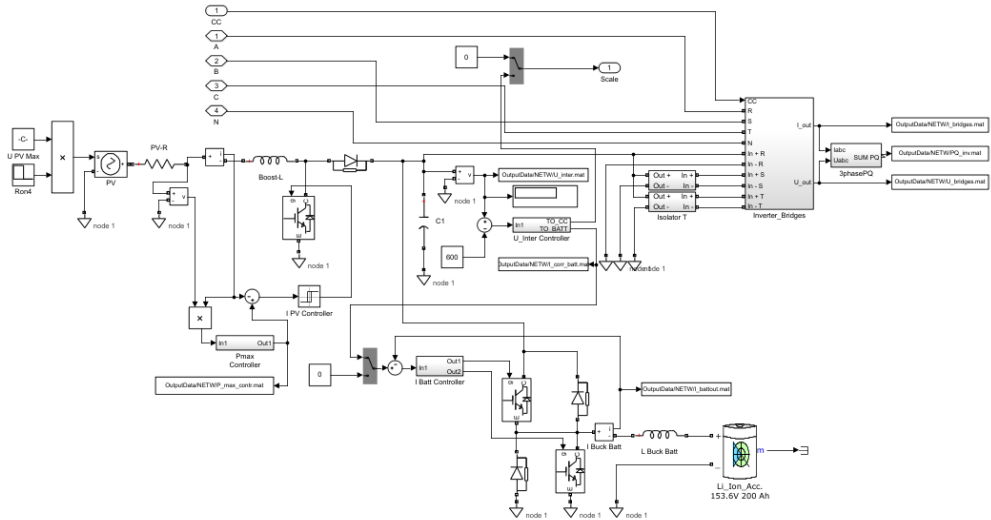 1
CC
1
A
2
B
3
C
4
N
0
1
Scale
-C-
U PV Max
Ron4
×
PV
PV-R
Boost-L
node 1
node 1
node 1
I PV Controller
×
In1
Out1
Pmax
Controller
OutputData/NETW/P_max_contr.mat
C1
node 1
node 1
OutputData/NETW/U_inter.mat
600
In1
TO_CC
TO_BATT
U_Inter Controller
OutputData/NETW/I_corr_batt.mat
CC
R
S
T
N
In + R
In - R
In + S
In - S
In + T
In - T
I_out
U_out
Inverter_Bridges
Out +
In +
Out -
In -
Out +
In +
Out -
In -
Isolator T
node 1
OutputData/NETW/I_bridges.mat
Iabc
Uabc
SUM PQ
3phasePQ
OutputData/NETW/PQ_inv.mat
OutputData/NETW/U_bridges.mat
0
In1
Out1
Out2
I Batt Controller
OutputData/NETW/I_battout.mat
I Buck Batt
L Buck Batt
m
Li_Ion_Acc.
153.6V 200 Ah
node 1
node 1
node 1